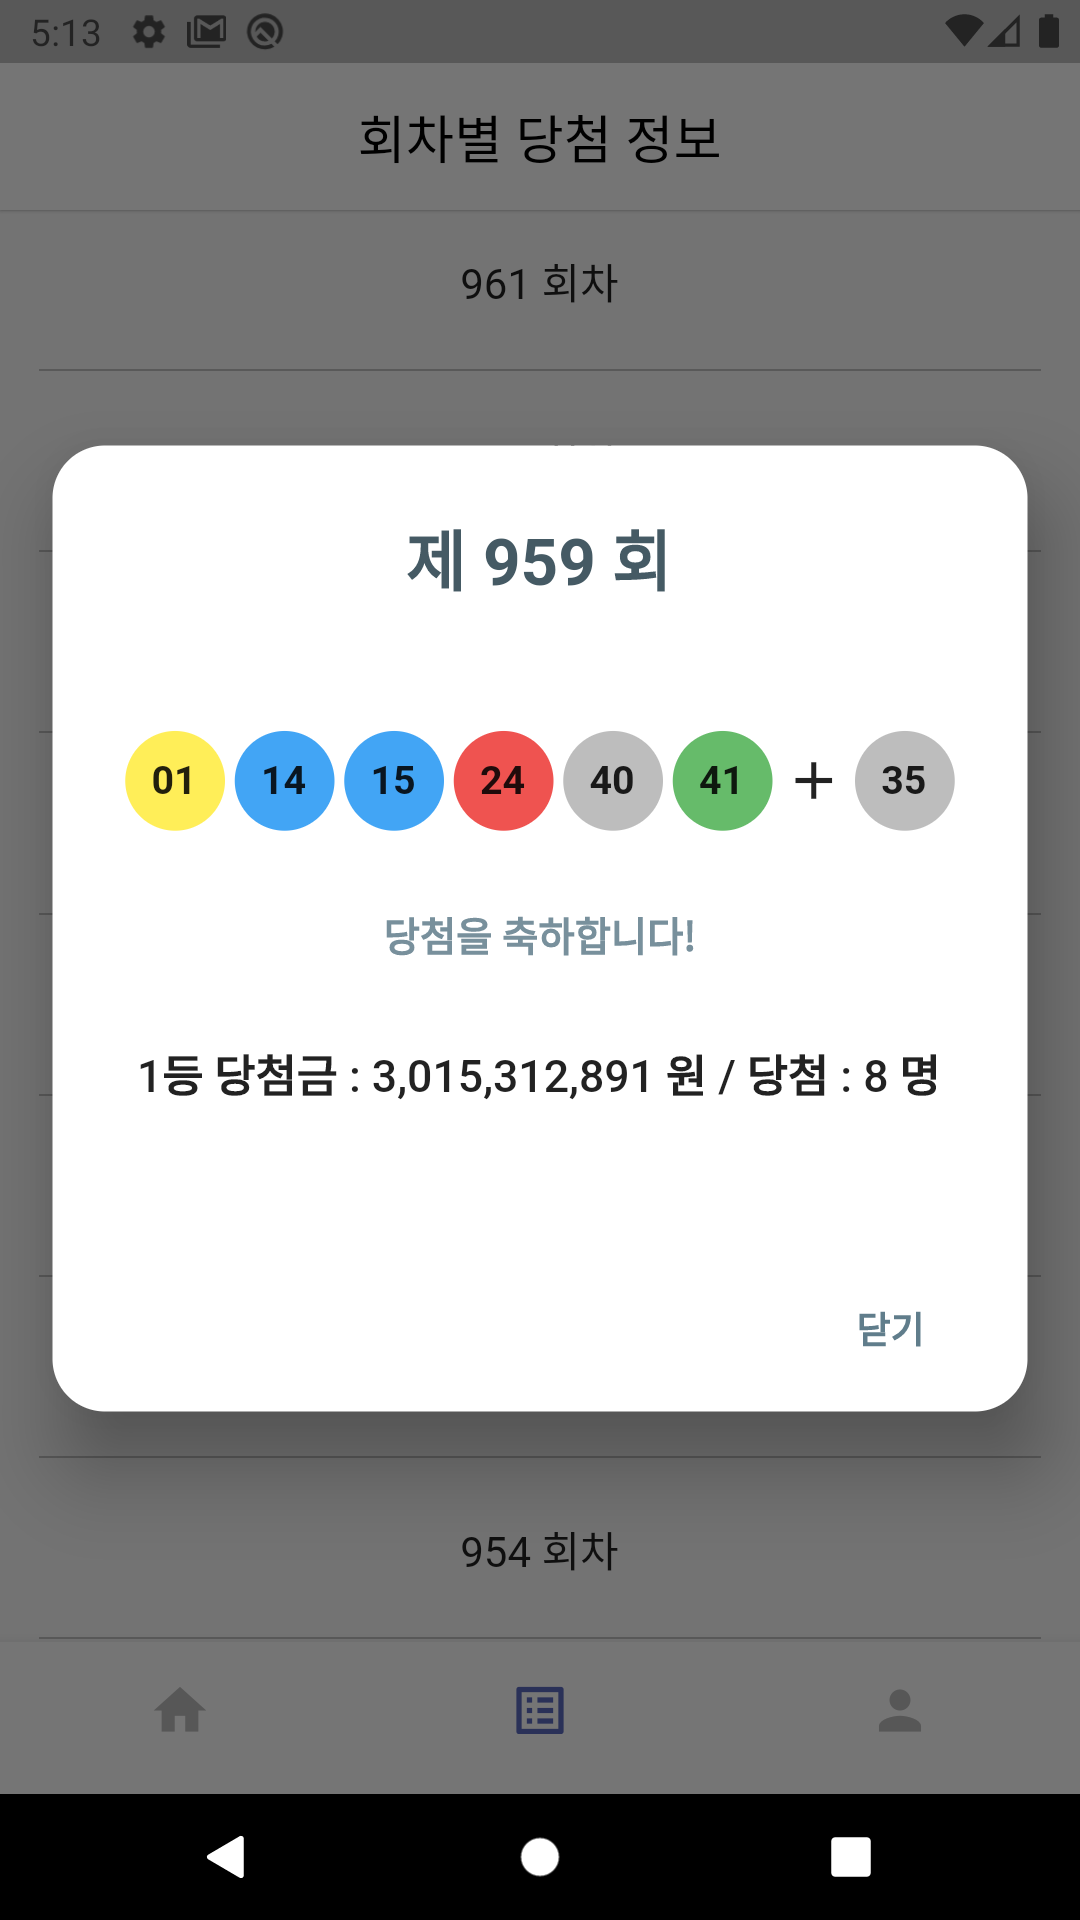 5:13
회차별 당첨 정보
961 회차
제 959 회
01 14 15 24 40 41 + 35
당첨을 축하합니다!
1등 당첨금 : 3,015,312,891 원 / 당첨 : 8 명
닫기
954 회차